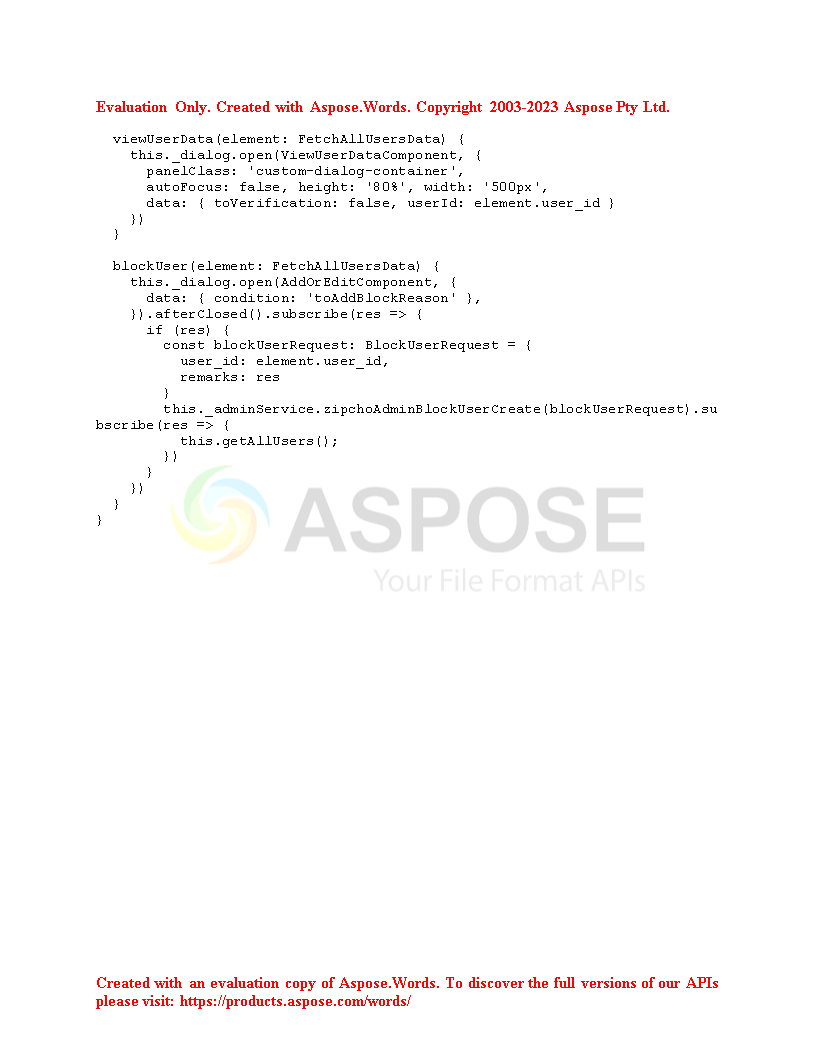 Evaluation Only. Created with Aspose.Words. Copyright 2003-2023 Aspose Pty Ltd.
  viewUserData(element: FetchAllUsersData) {
    this._dialog.open(ViewUserDataComponent, {
      panelClass: 'custom-dialog-container',
      autoFocus: false, height: '80%', width: '500px',
      data: { toVerification: false, userId: element.user_id }
    })
  }
  blockUser(element: FetchAllUsersData) {
    this._dialog.open(AddOrEditComponent, {
      data: { condition: 'toAddBlockReason' },
    }).afterClosed().subscribe(res => {
      if (res) {
        const blockUserRequest: BlockUserRequest = {
          user_id: element.user_id,
          remarks: res
        }
        this._adminService.zipchoAdminBlockUserCreate(blockUserRequest).su
bscribe(res => {
          this.getAllUsers();
        })
      }
    })
  }
}
ASPOSE
Your File Format APIs
Created with an evaluation copy of Aspose.Words. To discover the full versions of our APIs
please visit: https://products.aspose.com/words/